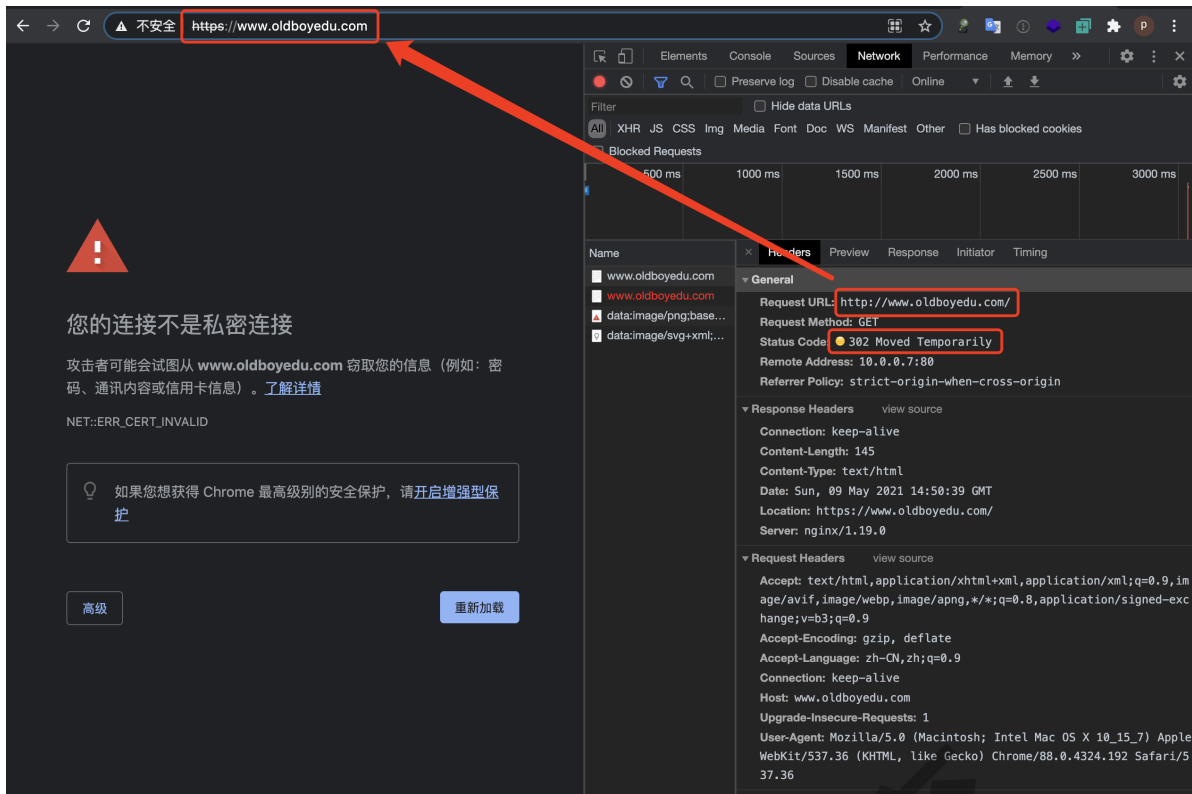 不安全 https://www.oldboyedu.com
P
Elements Console Sources Network Performance Memory »
Preserve log Disable cache Online
Filter Hide data URLs
All XHR JS CSS Img Media Font Doc WS Manifest Other Has blocked cookies
Blocked Requests
500 ms 1000 ms 1500 ms 2000 ms 2500 ms 3000 ms
Name
www.oldboyedu.com
www.oldboyedu.com
data:image/png;base...
data:image/svg+xml;...
× Headers Preview Response Initiator Timing
General
Request URL: http://www.oldboyedu.com/
Request Method: GET
Status Code: 302 Moved Temporarily
Remote Address: 10.0.0.7:80
Referrer Policy: strict-origin-when-cross-origin
Response Headers view source
Connection: keep-alive
Content-Length: 145
Content-Type: text/html
Date: Sun, 09 May 2021 14:50:39 GMT
Location: https://www.oldboyedu.com/
Server: nginx/1.19.0
Request Headers view source
Accept: text/html,application/xhtml+xml,application/xml;q=0.9,im
age/avif,image/webp,image/apng,*/*;q=0.8,application/signed-exc
hange;v=b3;q=0.9
Accept-Encoding: gzip, deflate
Accept-Language: zh-CN,zh;q=0.9
Connection: keep-alive
Host: www.oldboyedu.com
Upgrade-Insecure-Requests: 1
User-Agent: Mozilla/5.0 (Macintosh; Intel Mac OS X 10_15_7) Apple
WebKit/537.36 (KHTML, like Gecko) Chrome/88.0.4324.192 Safari/5
37.36
您的连接不是私密连接
攻击者可能会试图从 www.oldboyedu.com 窃取您的信息（例如：密
码、通讯内容或信用卡信息）。了解详情
NET::ERR_CERT_INVALID
如果您想获得 Chrome 最高级别的安全保护，请开启增强型保
护
高级 重新加载